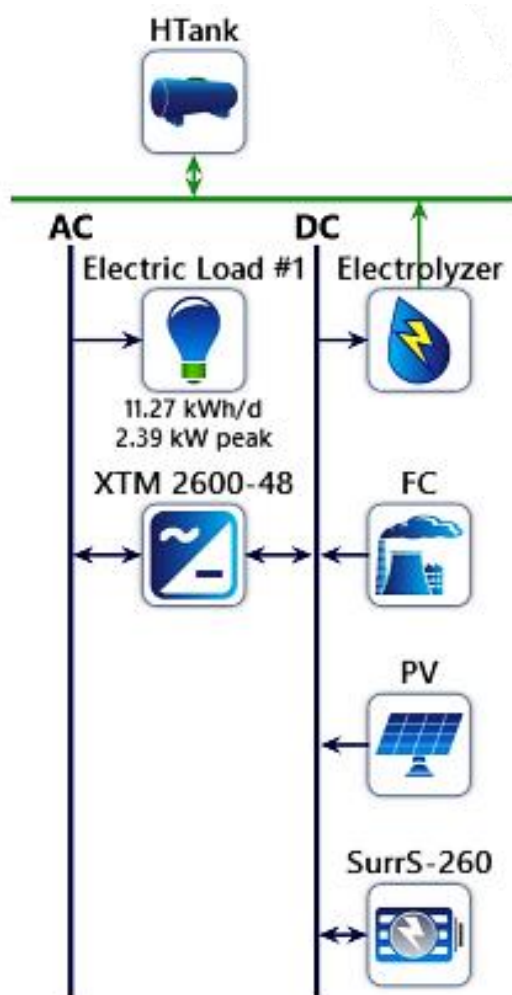 HTank
AC
DC
Electric Load #1
Electrolyzer
11.27 kWh/d
2.39 kW peak
XTM 2600-48
FC
PV
SurrS-260